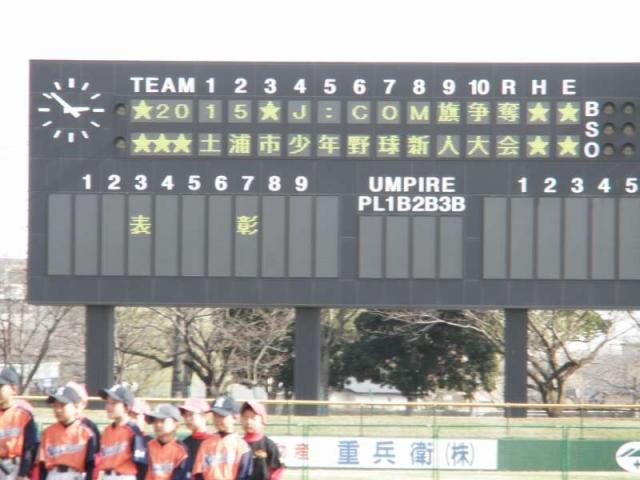 TEAM 1 2 3 4 5 6 7 8 9 10 R H E
★2015★J:COM旗争奪★★
★★★土浦市少年野球新人大会★★
B
S
O
1 2 3 4 5 6 7 8 9
UMPIRE
PL1B2B3B
1 2 3 4 5
表彰
産 重兵衛(株)